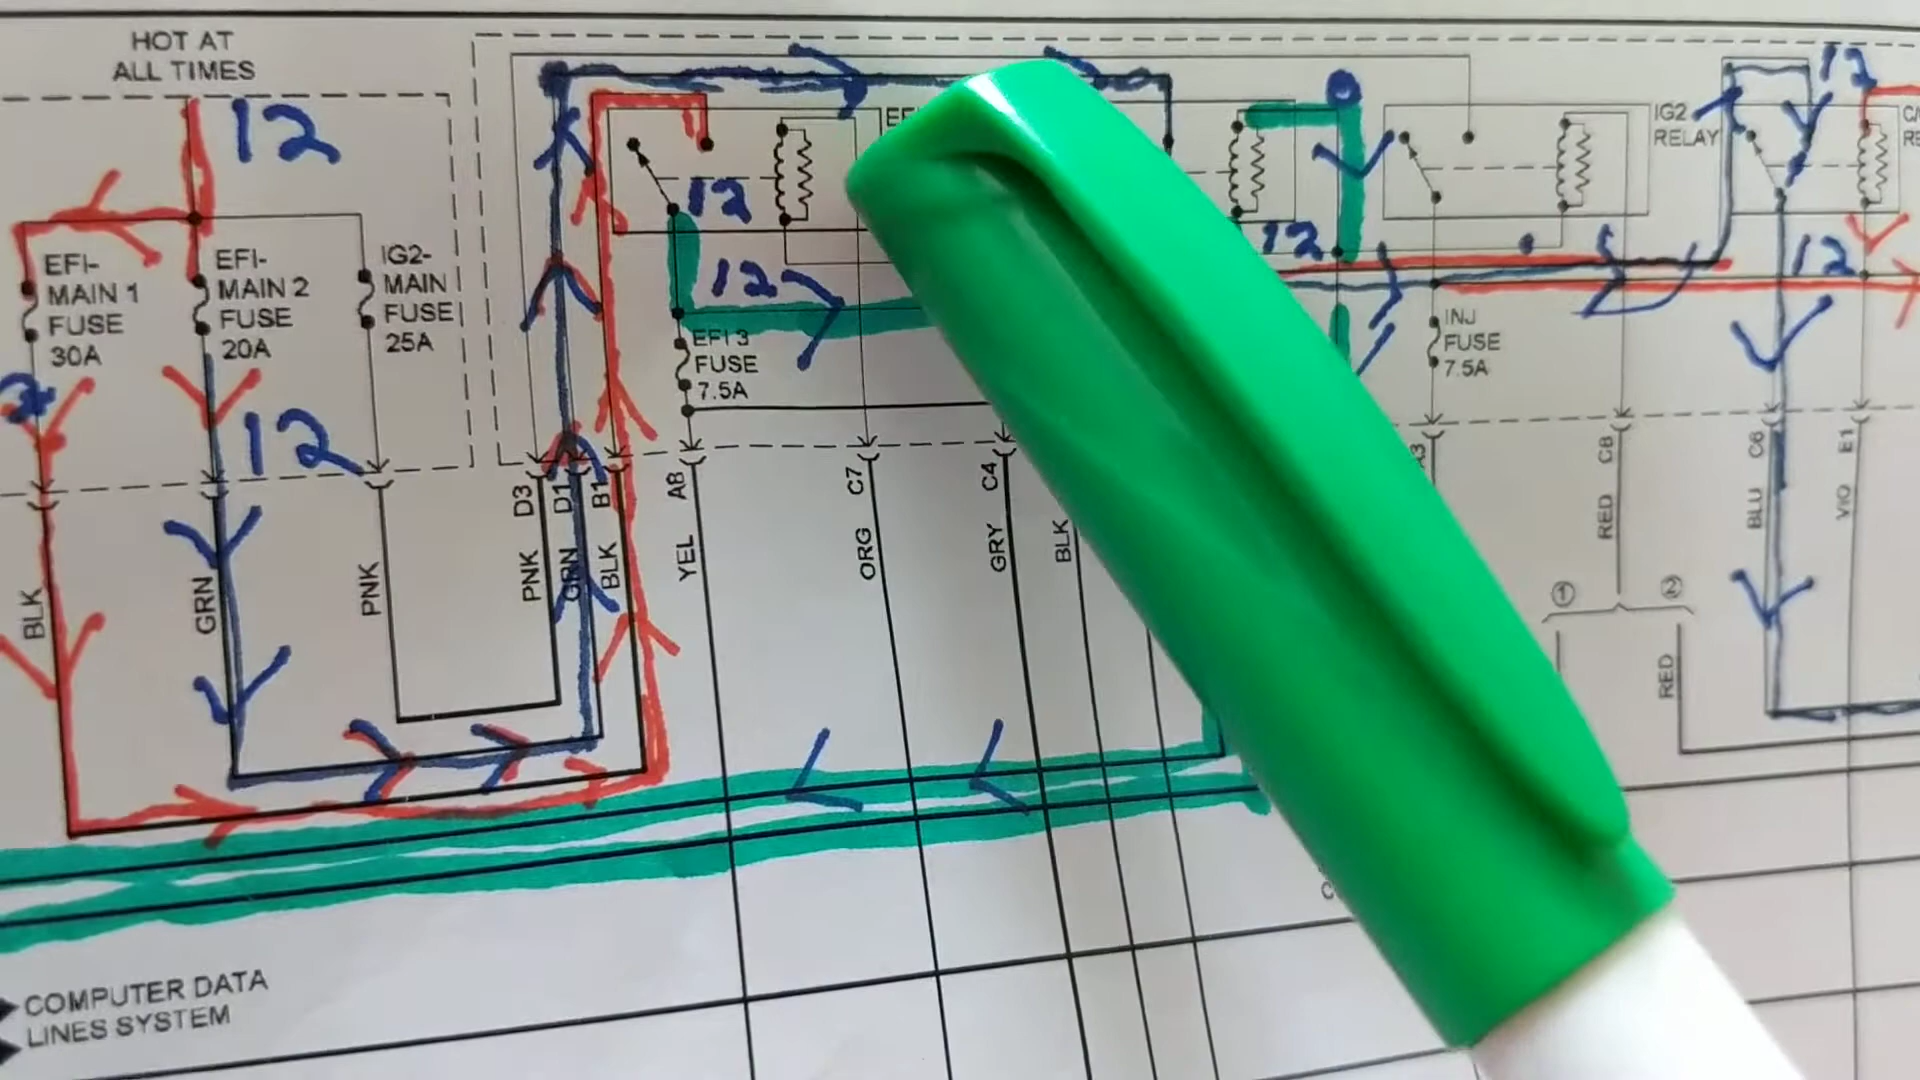 HOT AT
ALL TIMES
12
EFI-
MAIN 1
FUSE
30A
EFI-
MAIN 2
FUSE
20A
IG2-
MAIN
FUSE
25A
12
12
12
EFI 3
FUSE
7.5A
12
IG2
RELAY
12
12
INJ
FUSE
7.5A
D3
D1
B1
A8
C7
C4
A3
C8
C6
E1
BLK
GRN
PNK
PNK
GRN
BLK
YEL
ORG
GRY
BLK
RED
BLU
VIO
①
②
RED
COMPUTER DATA
LINES SYSTEM